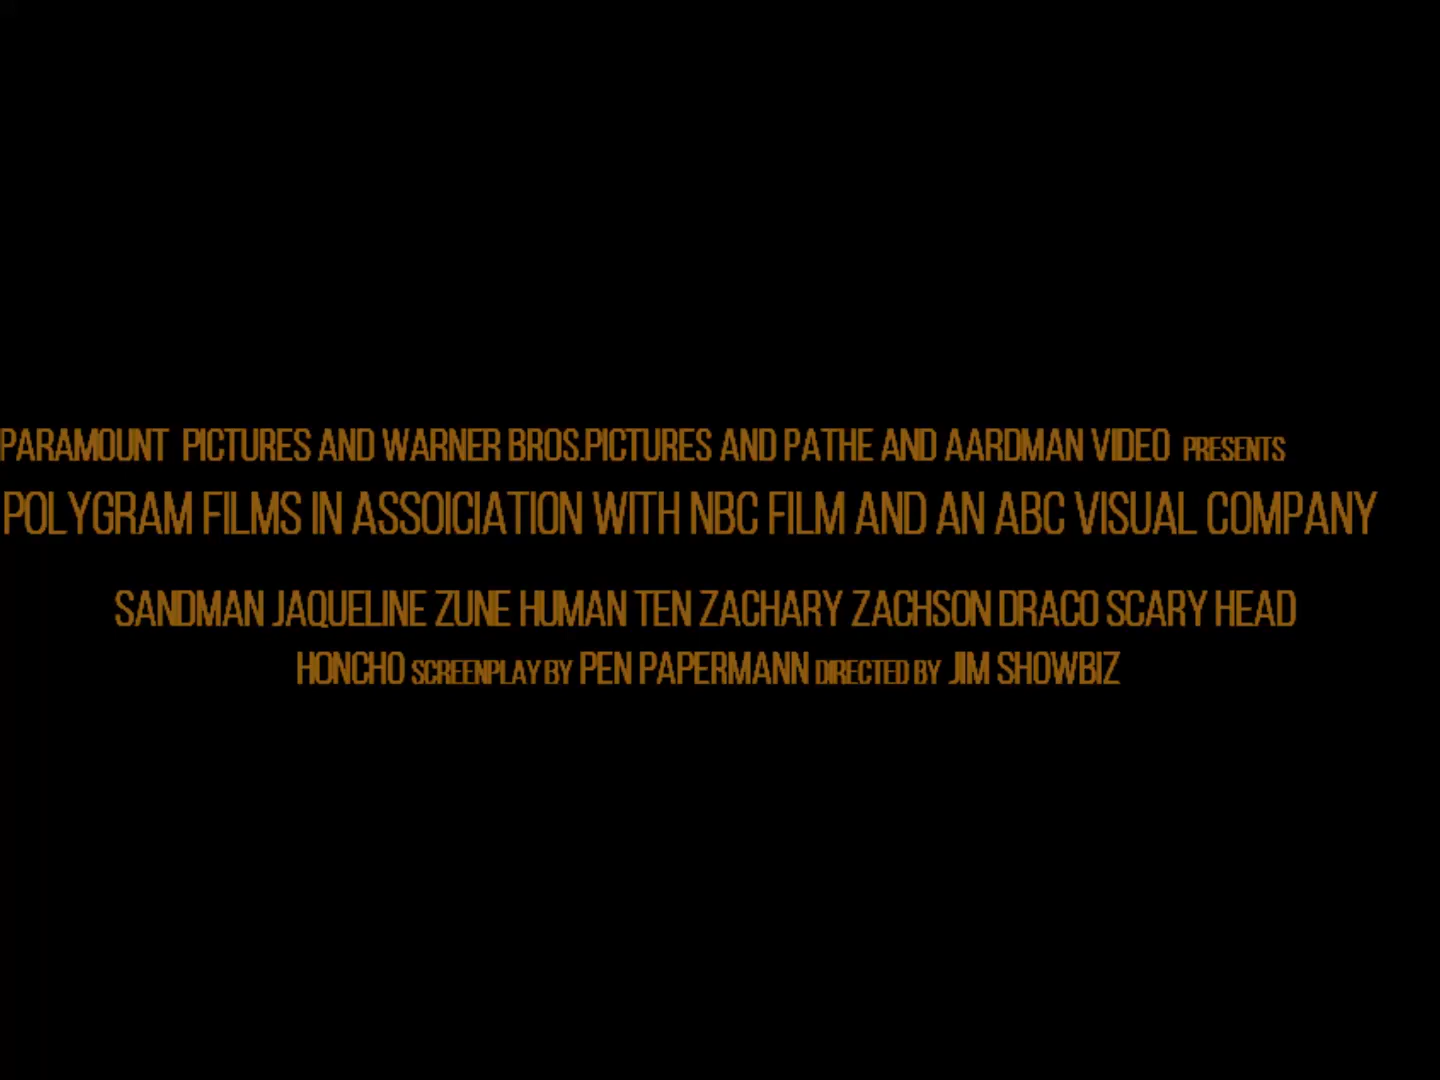 PARAMOUNT PICTURES AND WARNER BROS.PICTURES AND PATHE AND AARDMAN VIDEO PRESENTS
POLYGRAM FILMS IN ASSOICIATION WITH NBC FILM AND AN ABC VISUAL COMPANY
SANDMAN JAQUELINE ZUNE HUMAN TEN ZACHARY ZACHSON DRACO SCARY HEAD
HONCHO SCREENPLAY BY PEN PAPERMANN DIRECTED BY JIM SHOWBIZ